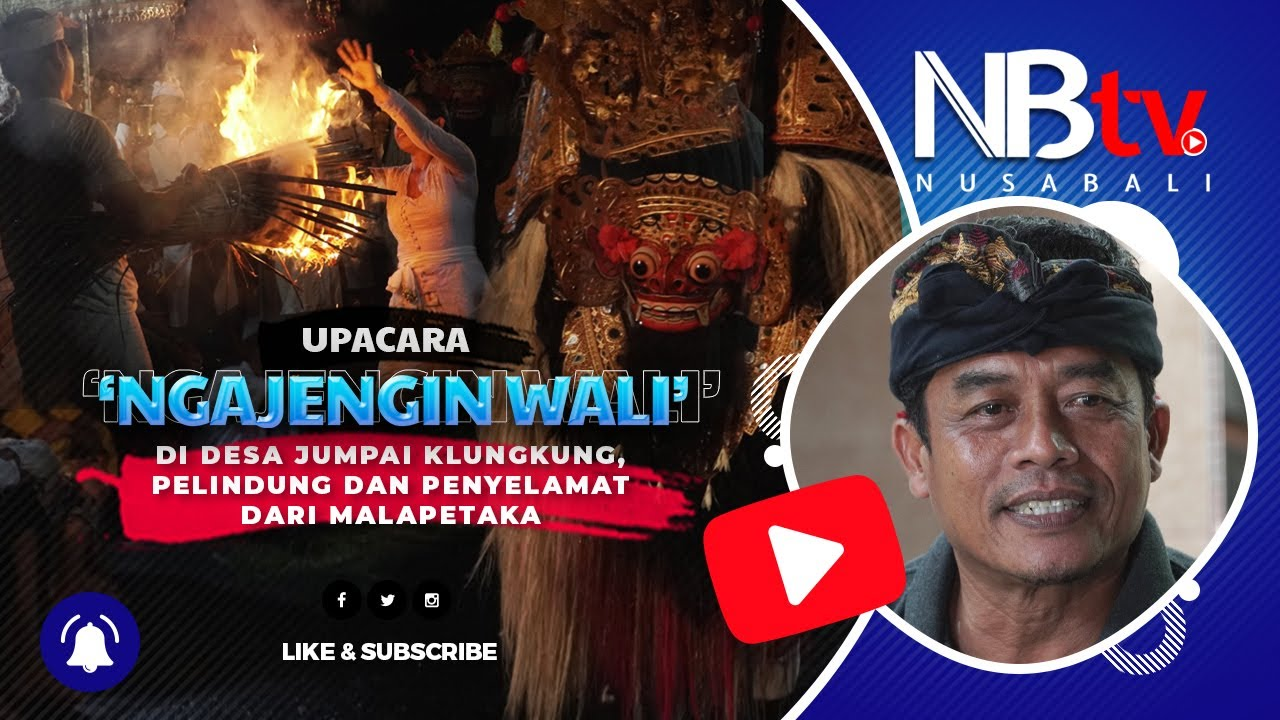 UPACARA
'NGAJENGIN WALI'
DI DESA JUMPAI KLUNGKUNG,
PELINDUNG DAN PENYELAMAT
DARI MALAPETAKA
LIKE & SUBSCRIBE
NBtv
NUSABALI